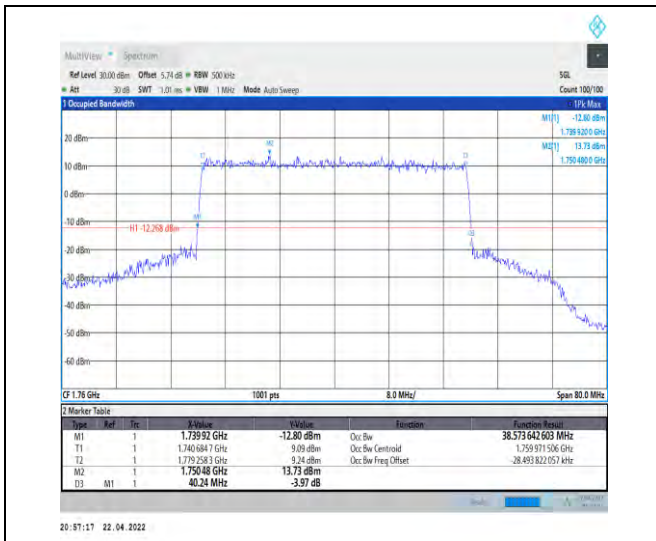 MultiView Spectrum
Ref Level 30.00 dBm Offset 5.74 dB RBW 500 kHz SGL
Att 30 dB SWT 1.01 ms VBW 1 MHz Mode Auto Sweep Count 100/100
1 Occupied Bandwidth 1Pk Max
M1[1] -12.80 dBm
1.739 920 0 GHz
M2[1] 13.73 dBm
1.750 480 0 GHz
20 dBm
M2
T1 T2
10 dBm
0 dBm
M1
-10 dBm
H1 -12.268 dBm
D3
-20 dBm
-30 dBm
-40 dBm
-50 dBm
-60 dBm
CF 1.76 GHz 1001 pts 8.0 MHz/ Span 80.0 MHz
2 Marker Table
Type Ref Trc X-Value Y-Value Function Function Result
M1 1 1.739 92 GHz -12.80 dBm Occ Bw 38.573 642 603 MHz
T1 1 1.740 684 7 GHz 9.09 dBm Occ Bw Centroid 1.759 971 506 GHz
T2 1 1.779 258 3 GHz 9.24 dBm Occ Bw Freq Offset -28.493 822 057 kHz
M2 1 1.750 48 GHz 13.73 dBm
D3 M1 1 40.24 MHz -3.97 dB
20:57:17 22.04.2022